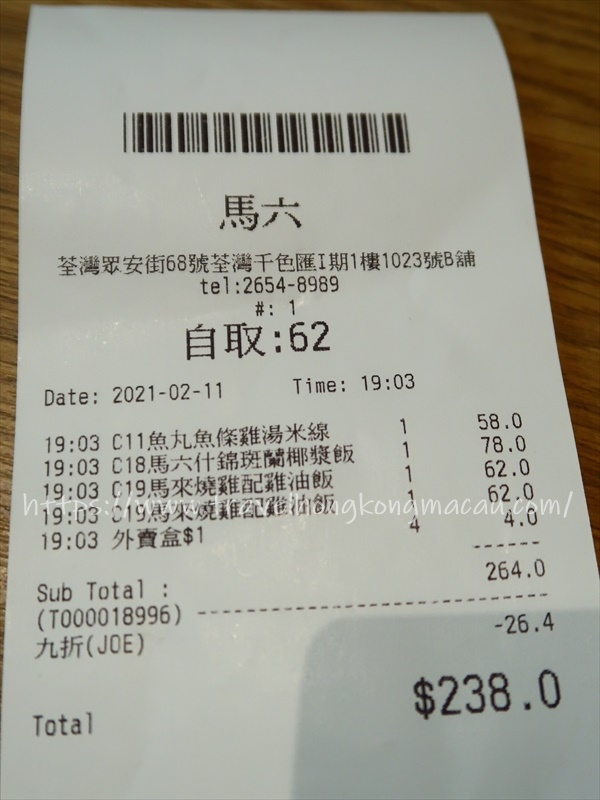 馬六
荃灣眾安街68號荃灣千色匯I期1樓1023號B舖
tel:2654-8989
#: 1
自取:62
Date: 2021-02-11 Time: 19:03
19:03 C11魚丸魚條雞湯米線 1 58.0
19:03 C18馬六什錦斑蘭椰漿飯 1 78.0
19:03 C19馬來燒雞配雞油飯 1 62.0
19:03 C19馬來燒雞配雞油飯 1 62.0
19:03 外賣盒$1 4 4.0
------
Sub Total : 264.0
(T000018996) --------------------------
九折(JOE) -26.4
Total $238.0
https://www.travelhongkongmacau.com/